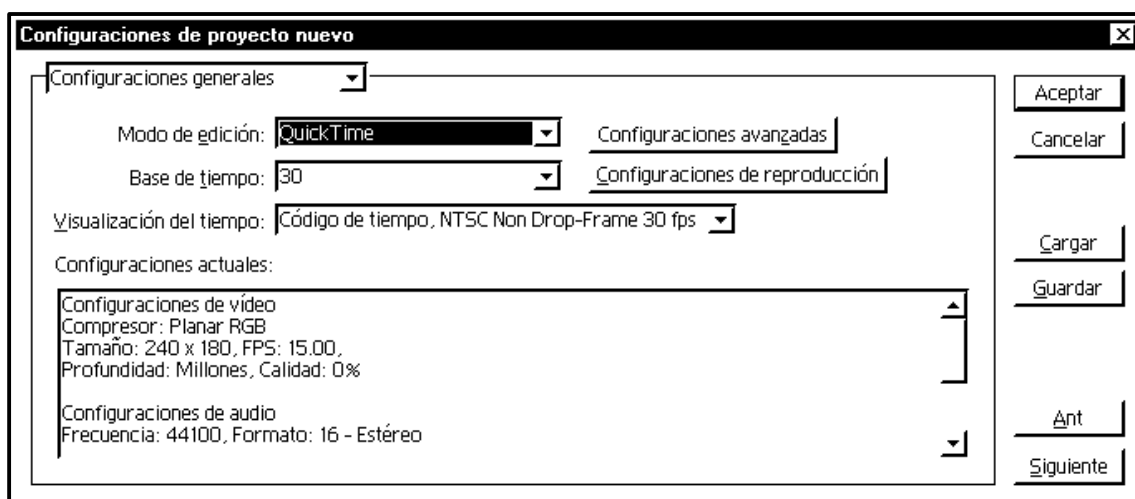 Configuraciones de proyecto nuevo
Configuraciones generales
Aceptar
Modo de edición: QuickTime Configuraciones avanzadas
Cancelar
Base de tiempo: 30 Configuraciones de reproducción
Visualización del tiempo: Código de tiempo, NTSC Non Drop-Frame 30 fps
Cargar
Configuraciones actuales:
Guardar
Configuraciones de vídeo
Compresor: Planar RGB
Tamaño: 240 x 180, FPS: 15.00,
Profundidad: Millones, Calidad: 0%
Configuraciones de audio
Frecuencia: 44100, Formato: 16 - Estéreo
Ant
Siguiente